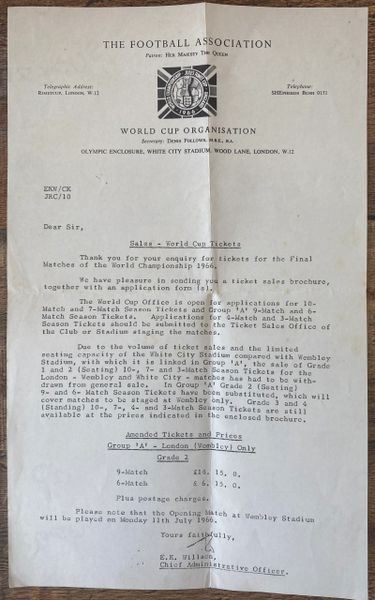 THE FOOTBALL ASSOCIATION
Patron: HER MAJESTY THE QUEEN
Telegraphic Address:
RIMETCUP, LONDON, W.12
Telephone:
SHEPHERDS BUSH 0151
WORLD CUP ORGANISATION
Secretary: DENIS FOLLOWS, M.B.E., B.A.
OLYMPIC ENCLOSURE, WHITE CITY STADIUM, WOOD LANE, LONDON, W.12
EKW/CK
JRC/10
Dear Sir,
Sales - World Cup Tickets
Thank you for your enquiry for tickets for the Final
Matches of the World Championship 1966.
We have pleasure in sending you a ticket sales brochure,
together with an application form (s).
The World Cup Office is open for applications for 10-
Match and 7-Match Season Tickets and Group 'A' 9-Match and 6-
Match Season Tickets. Applications for 4-Match and 3-Match
Season Tickets should be submitted to the Ticket Sales Office of
the Club or Stadium staging the match.
Due to the volume of ticket sales and the limited
seating capacity of the White City Stadium compared with Wembley
Stadium, with which it is linked in Group 'A', the sale of Grade
1 and 2 (Seating) 10-, 7- and 3-Match Season Tickets for the
London - Wembley and White City - matches has had to be with-
drawn from general sale. In Group 'A' Grade 2 (Seating)
9- and 6- Match Season Tickets have been substituted, which will
cover matches to be staged at Wembley only. Grade 3 and 4
(Standing) 10-, 7-, 4- and 3-Match Season Tickets are still
available at the prices indicated in the enclosed brochure.
Amended Tickets and Prices
Group 'A' - London (Wembley) Only
Grade 2
9-Match £14. 15. 0.
6-Match £ 6. 15. 0.
Plus postage charges.
Please note that the Opening Match at Wembley Stadium
will be played on Monday 11th July 1966.
Yours faithfully,
E.K. Willson,
Chief Administrative Officer.